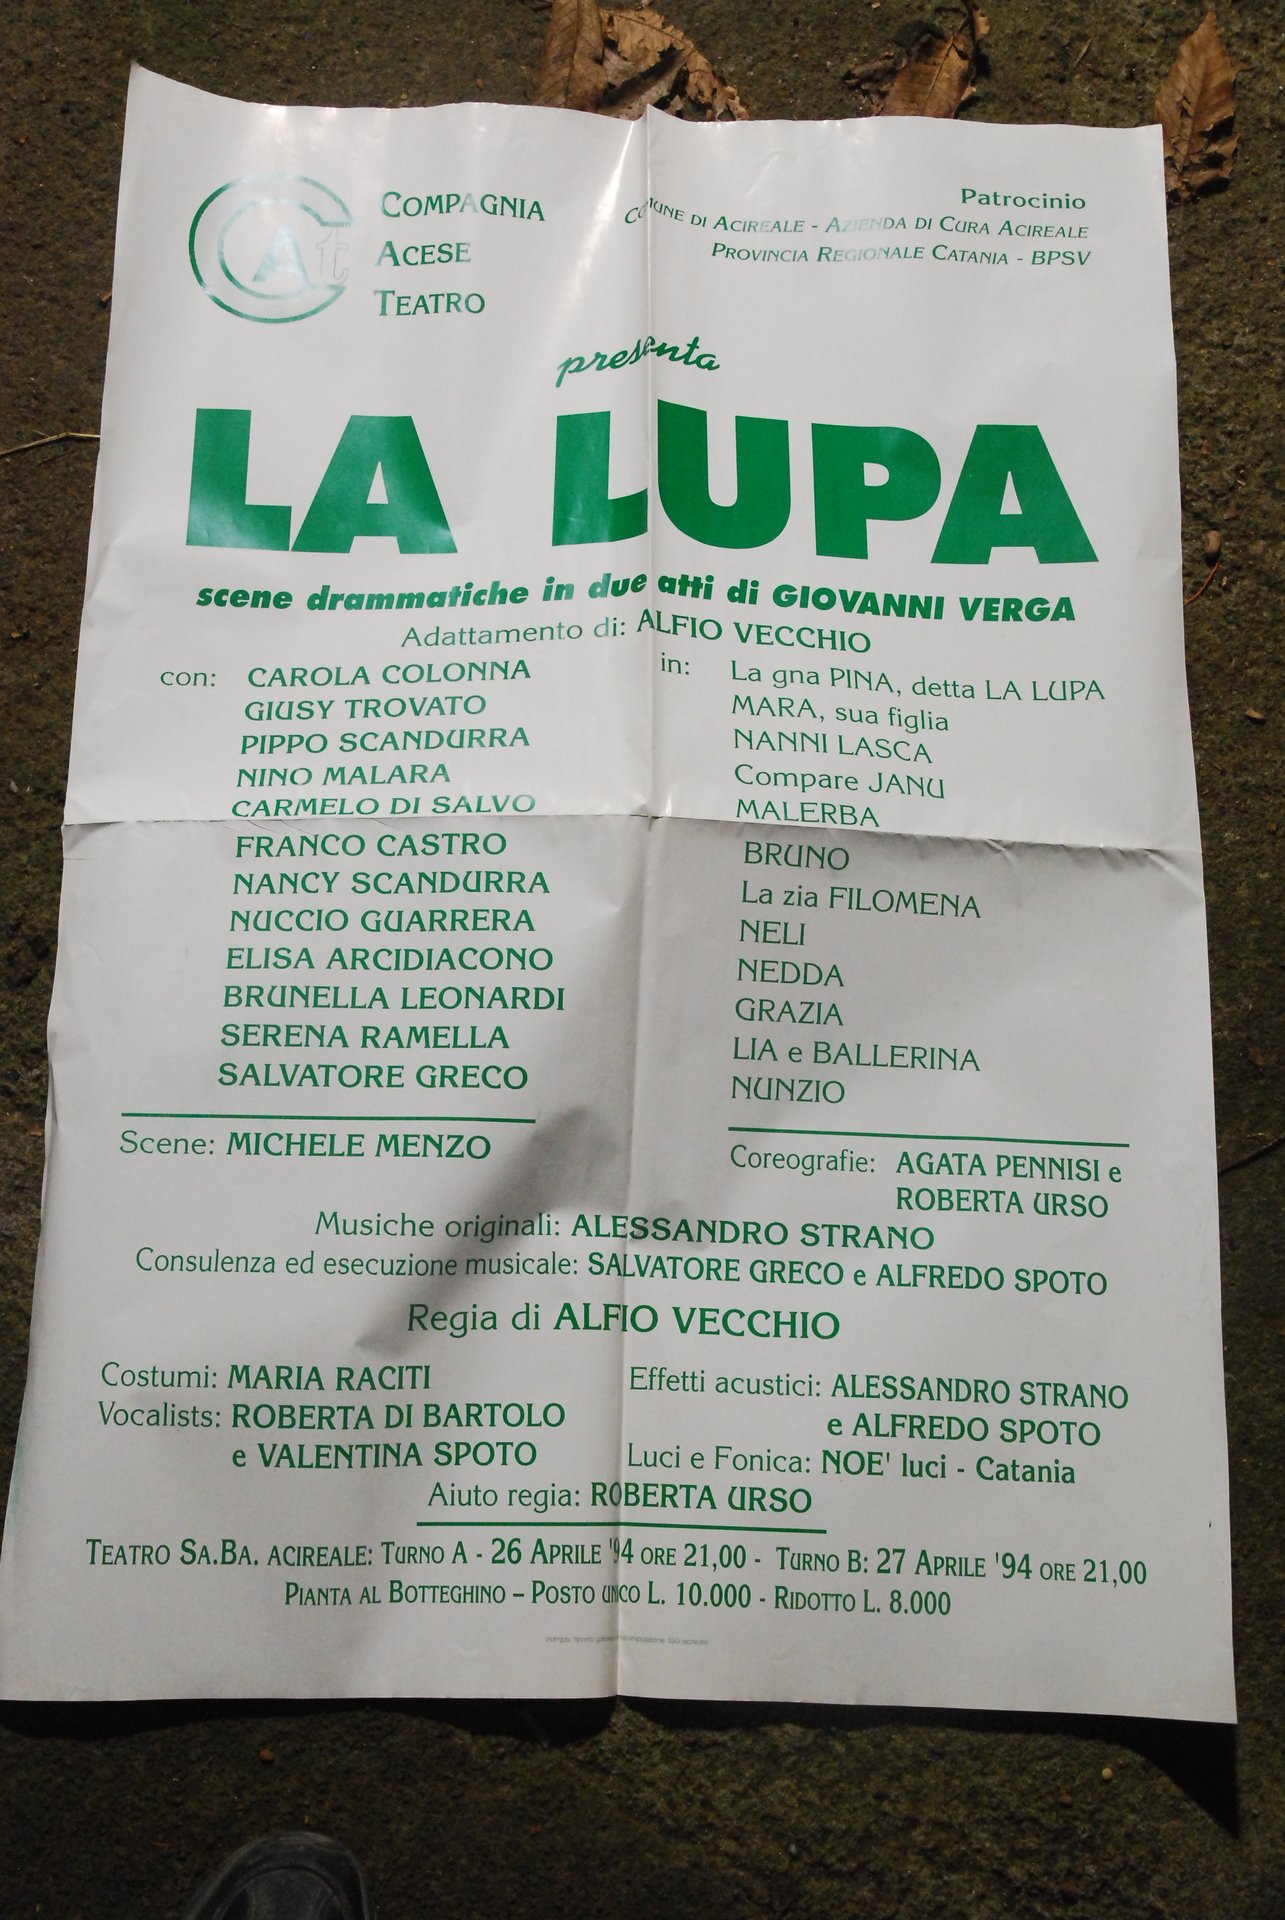 CAt
COMPAGNIA
ACESE
TEATRO
Patrocinio
COMUNE DI ACIREALE - AZIENDA DI CURA ACIREALE
PROVINCIA REGIONALE CATANIA - BPSV
presenta
LA LUPA
scene drammatiche in due atti di GIOVANNI VERGA
Adattamento di: ALFIO VECCHIO
con: CAROLA COLONNA in: La gna PINA, detta LA LUPA
GIUSY TROVATO MARA, sua figlia
PIPPO SCANDURRA NANNI LASCA
NINO MALARA Compare JANU
CARMELO DI SALVO MALERBA
FRANCO CASTRO BRUNO
NANCY SCANDURRA La zia FILOMENA
NUCCIO GUARRERA NELI
ELISA ARCIDIACONO NEDDA
BRUNELLA LEONARDI GRAZIA
SERENA RAMELLA LIA e BALLERINA
SALVATORE GRECO NUNZIO
Scene: MICHELE MENZO
Coreografie: AGATA PENNISI e
ROBERTA URSO
Musiche originali: ALESSANDRO STRANO
Consulenza ed esecuzione musicale: SALVATORE GRECO e ALFREDO SPOTO
Regia di ALFIO VECCHIO
Costumi: MARIA RACITI
Vocalists: ROBERTA DI BARTOLO
e VALENTINA SPOTO
Effetti acustici: ALESSANDRO STRANO
e ALFREDO SPOTO
Luci e Fonica: NOE' luci - Catania
Aiuto regia: ROBERTA URSO
TEATRO SA.BA. ACIREALE: TURNO A - 26 APRILE '94 ORE 21,00 - TURNO B: 27 APRILE '94 ORE 21,00
PIANTA AL BOTTEGHINO – POSTO UNICO L. 10.000 - RIDOTTO L. 8.000
stampa: acireale